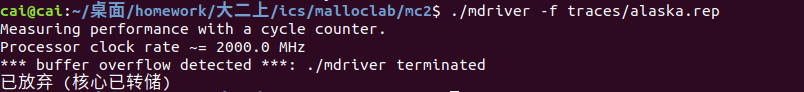 cai@cai:~/桌面/homework/大二上/ics/malloclab/mc2$ ./mdriver -f traces/alaska.rep
Measuring performance with a cycle counter.
Processor clock rate ~= 2000.0 MHz
*** buffer overflow detected ***: ./mdriver terminated
已放弃 (核心已转储)